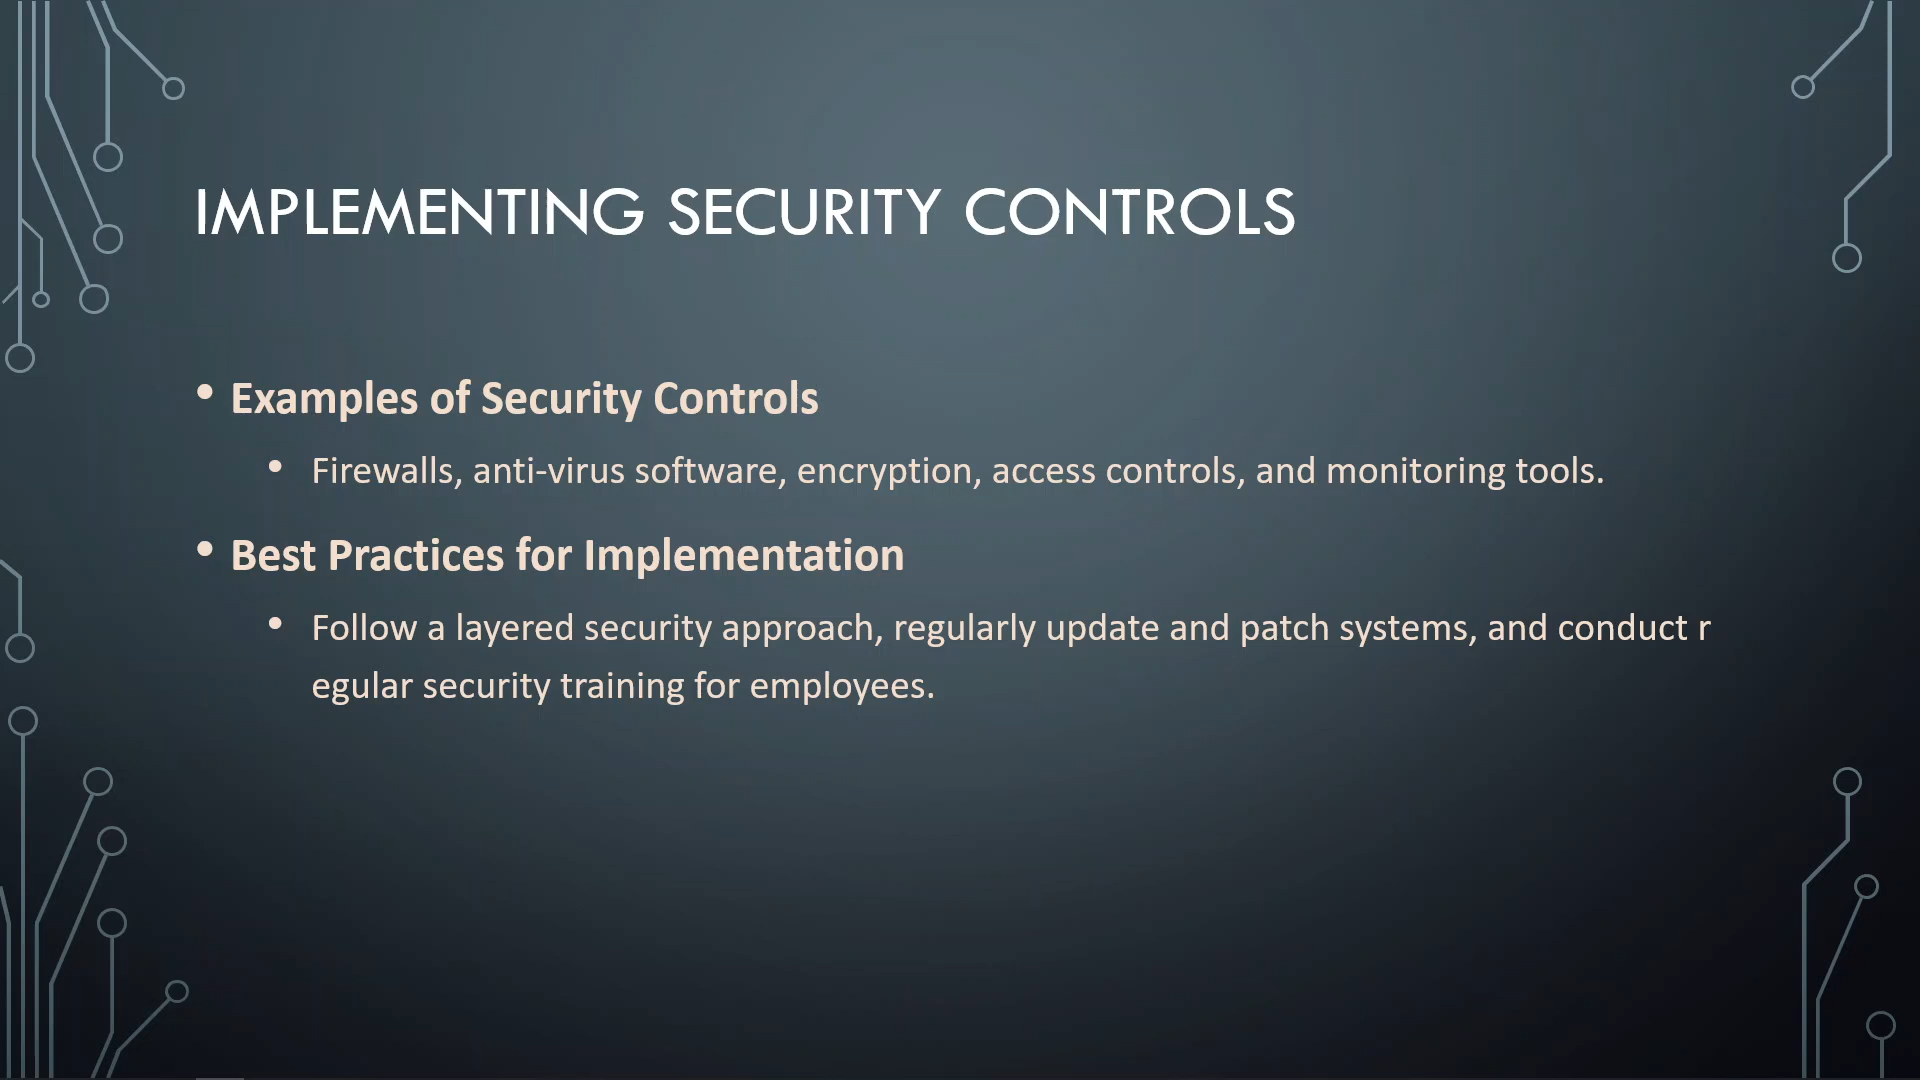 IMPLEMENTING SECURITY CONTROLS
• Examples of Security Controls
• Firewalls, anti-virus software, encryption, access controls, and monitoring tools.
• Best Practices for Implementation
• Follow a layered security approach, regularly update and patch systems, and conduct r
egular security training for employees.